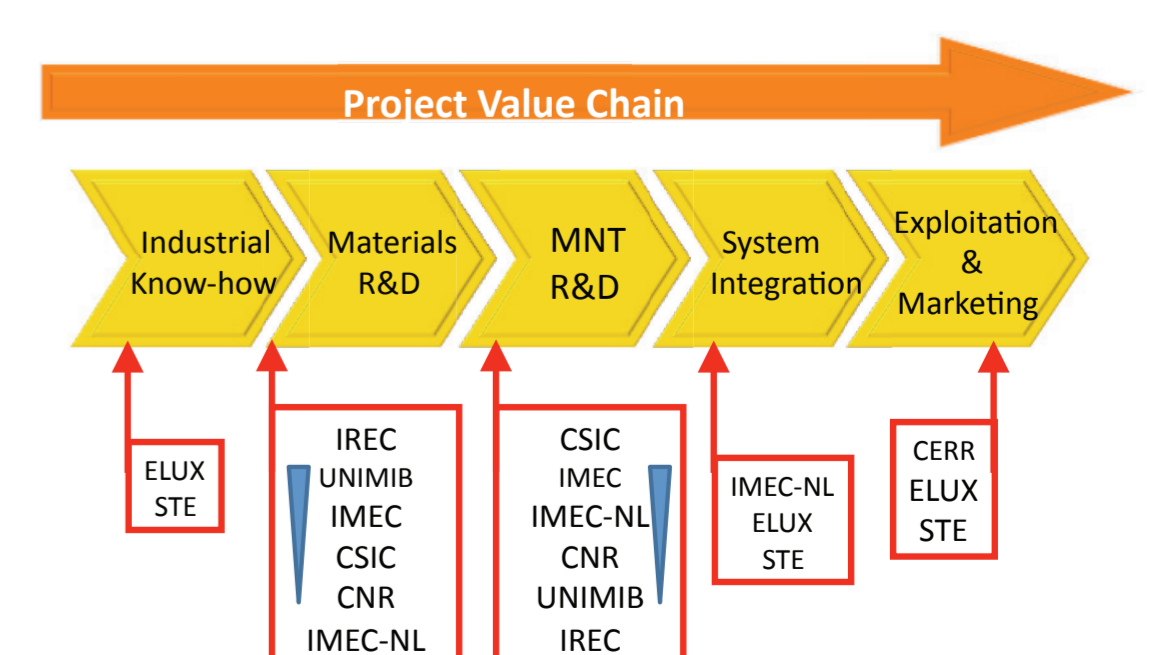 Project Value Chain
Industrial
Know-how
Materials
R&D
MNT
R&D
System
Integration
Exploitation
&
Marketing
ELUX
STE
IREC
UNIMIB
IMEC
CSIC
CNR
IMEC-NL
CSIC
IMEC
IMEC-NL
CNR
UNIMIB
IREC
IMEC-NL
ELUX
STE
CERR
ELUX
STE